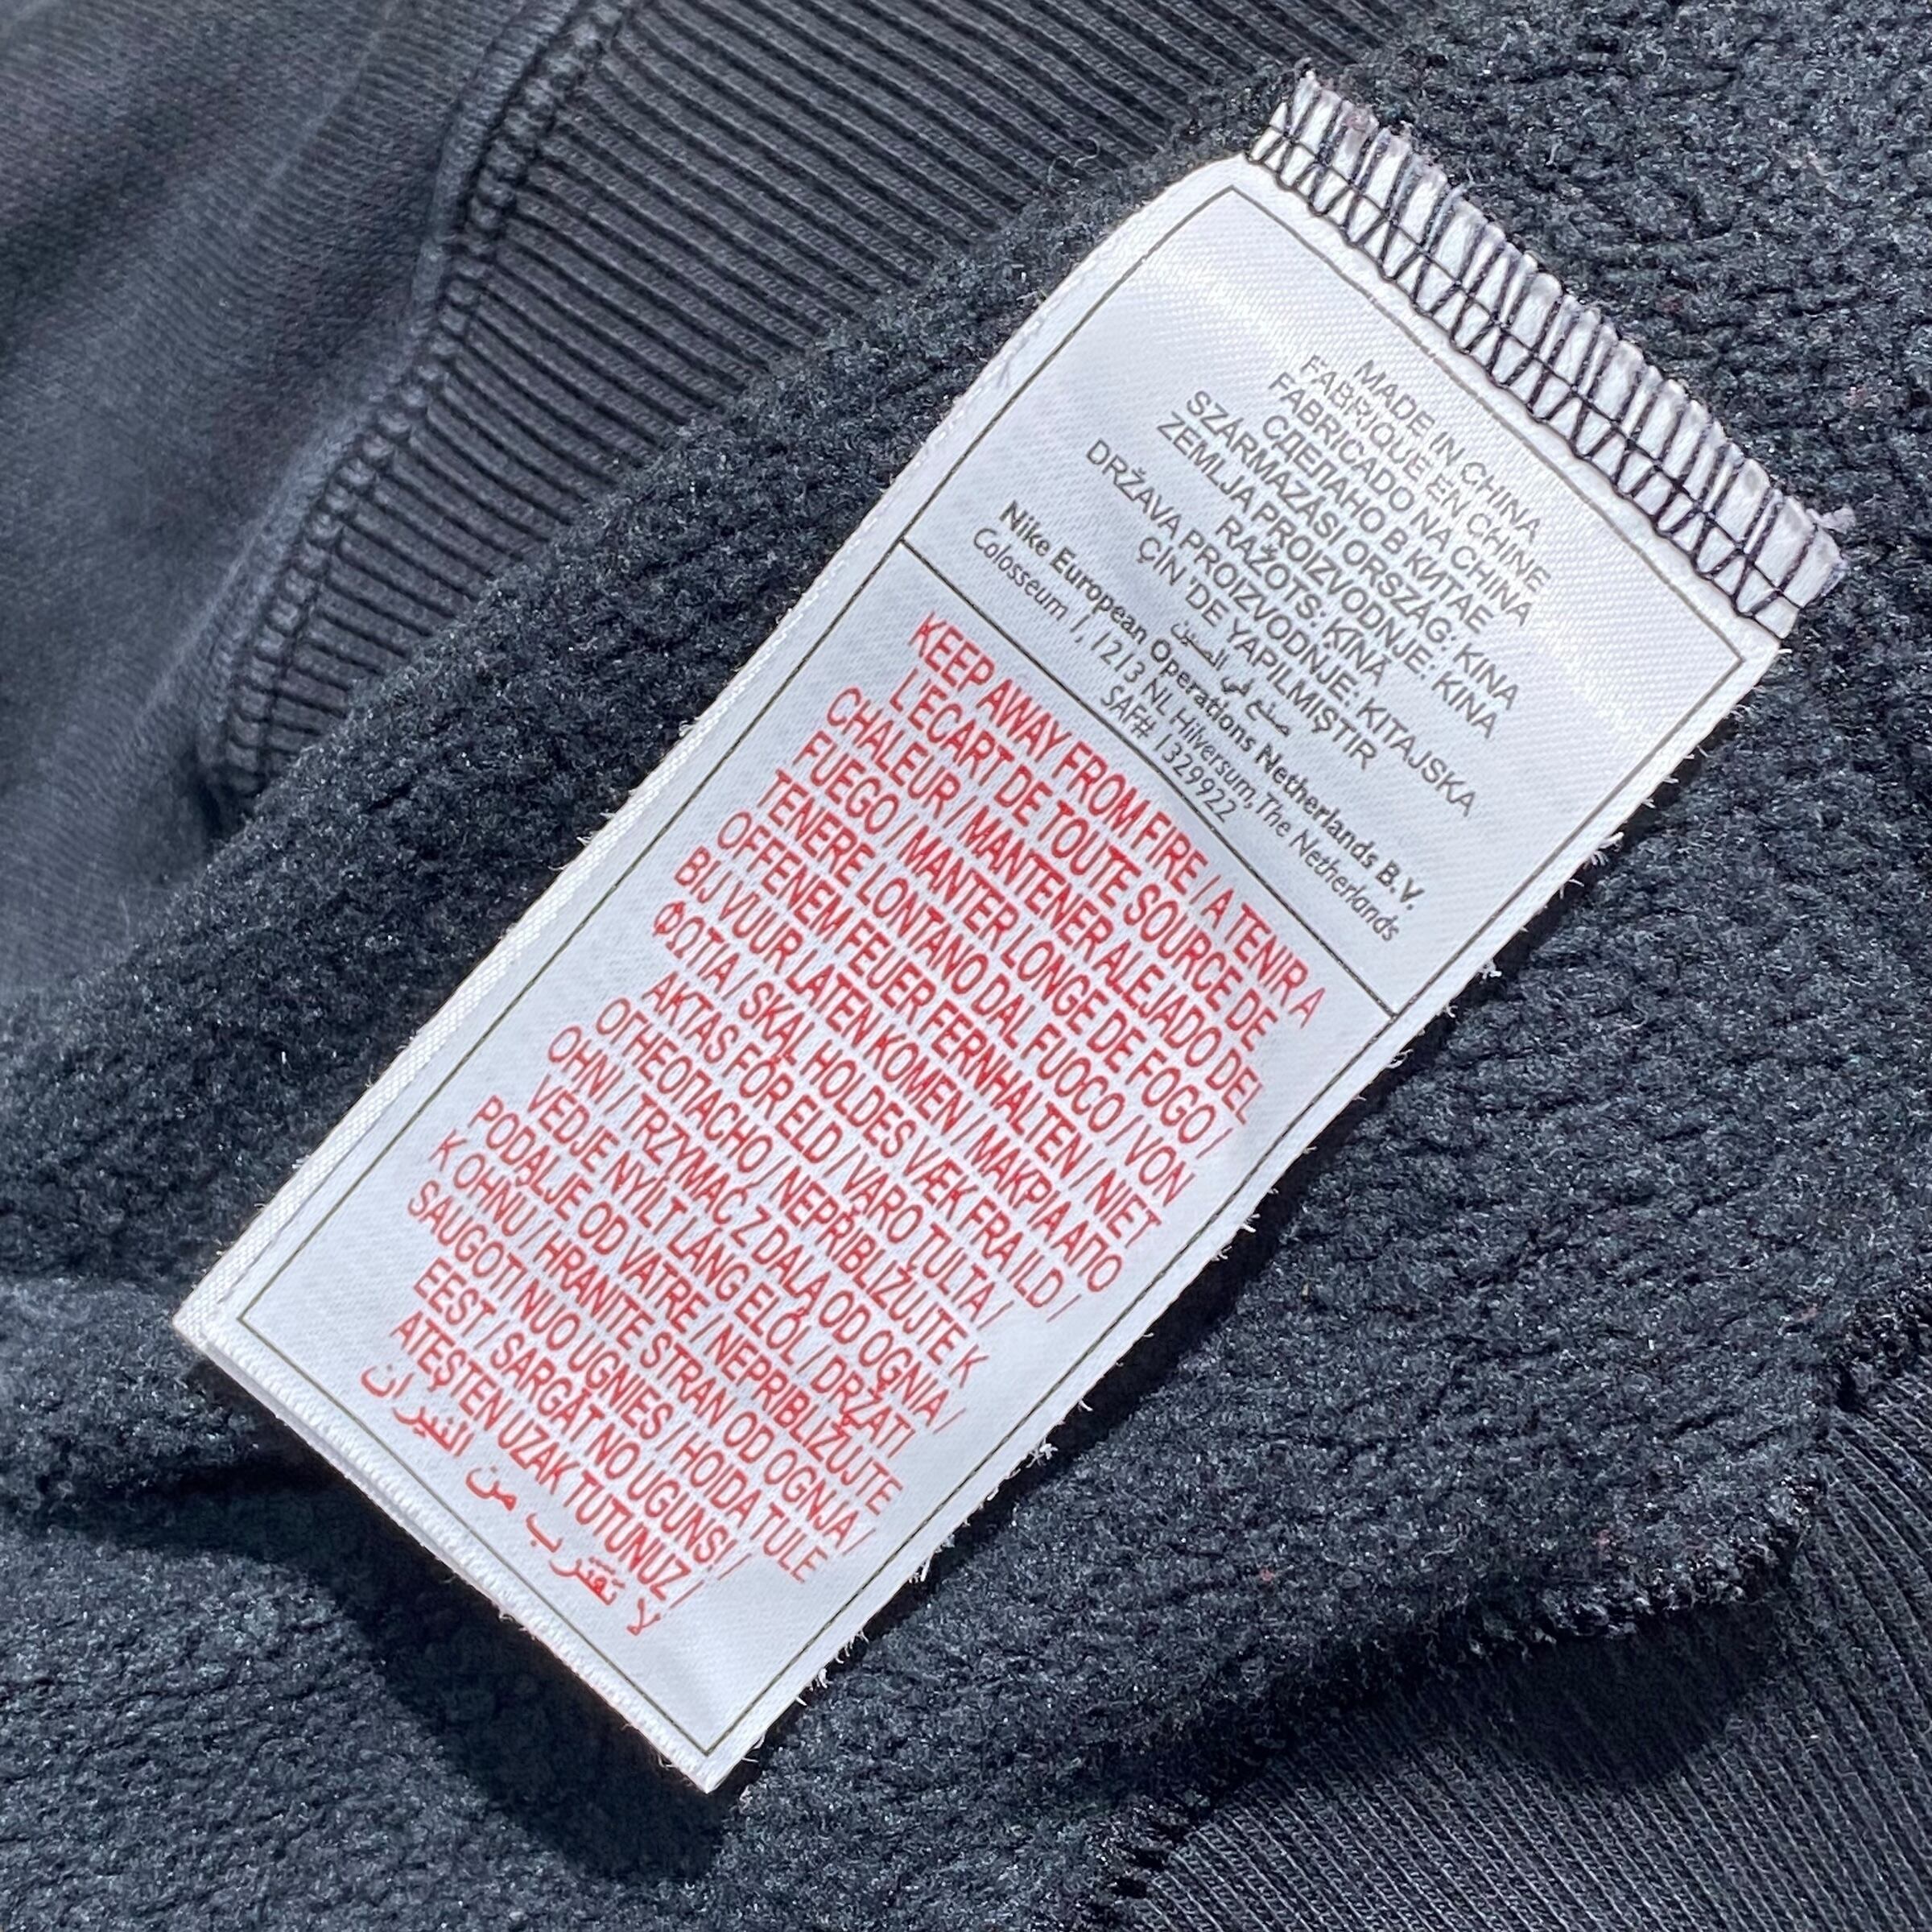 MADE IN CHINA
FABRIQUE EN CHINE
FABRICADO NA CHINA
СДЕЛАНО В КИТАЕ
SZÁRMAZÁSI ORSZÁG: KINA
ZEMLJA PROIZVODNJE: KINA
RAŽOTS: ĶĪNĀ
DRŽAVA PROIZVODNJE: KITAJSKA
ÇIN 'DE YAPILMIŞTIR
صنع في الصين
Nike European Operations Netherlands B.V.
Colosseum 1, 1213 NL Hilversum, The Netherlands
SAF# 1329922
KEEP AWAY FROM FIRE / A TENIR A
L'ECART DE TOUTE SOURCE DE
CHALEUR / MANTENER ALEJADO DEL
FUEGO / MANTER LONGE DE FOGO /
TENERE LONTANO DAL FUOCO / VON
OFFENEM FEUER FERNHALTEN / NIET
BIJ VUUR LATEN KOMEN / ΜΑΚΡΙΑ ΑΠΟ
ΦΩΤΙΑ / SKAL HOLDES VÆK FRA ILD /
AKTAS FÖR ELD / VARO TULTA /
ОГНЕОПАСНО / NEPŘIBLIŽUJTE K
OHNI / TRZYMAĆ Z DALA OD OGNIA /
VEDJE NYÍLT LÁNG ELŐL / DRŽATI
PODALJE OD VATRE / NEPRIBLIŽUJTE
K OHNU / HRANITE STRAN OD OGNJA /
SAUGOTI NUO UGNIES / HOIDA TULE
EEST / SARGĀT NO UGUNS! /
ATEŞTEN UZAK TUTUNUZ /
لا تقترب من النيران